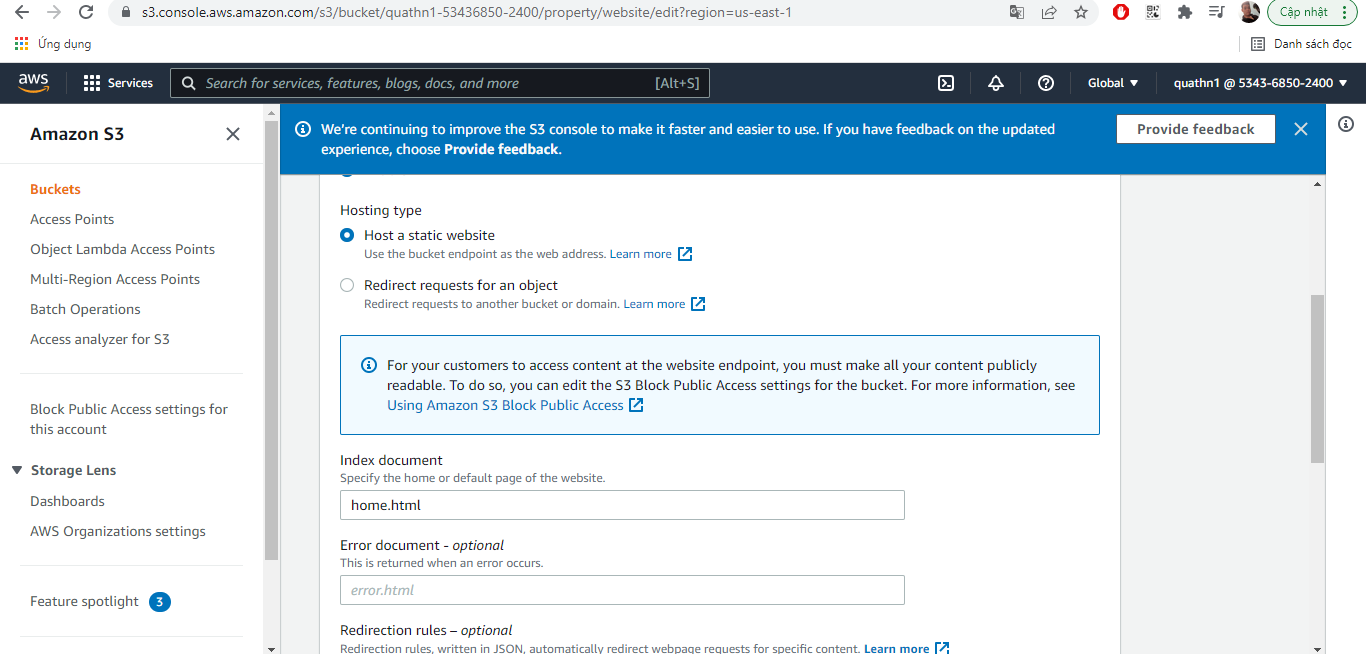 s3.console.aws.amazon.com/s3/bucket/quathn1-53436850-2400/property/website/edit?region=us-east-1
Cập nhật
Ứng dụng
Danh sách đọc
aws
Services
Search for services, features, blogs, docs, and more
[Alt+S]
Global
quathn1 @ 5343-6850-2400
Amazon S3
Buckets
Access Points
Object Lambda Access Points
Multi-Region Access Points
Batch Operations
Access analyzer for S3
Block Public Access settings for
this account
Storage Lens
Dashboards
AWS Organizations settings
Feature spotlight 3
We're continuing to improve the S3 console to make it faster and easier to use. If you have feedback on the updated
experience, choose Provide feedback.
Provide feedback
Hosting type
Host a static website
Use the bucket endpoint as the web address. Learn more
Redirect requests for an object
Redirect requests to another bucket or domain. Learn more
For your customers to access content at the website endpoint, you must make all your content publicly
readable. To do so, you can edit the S3 Block Public Access settings for the bucket. For more information, see
Using Amazon S3 Block Public Access
Index document
Specify the home or default page of the website.
home.html
Error document - optional
This is returned when an error occurs.
error.html
Redirection rules – optional
Redirection rules, written in JSON, automatically redirect webpage requests for specific content. Learn more